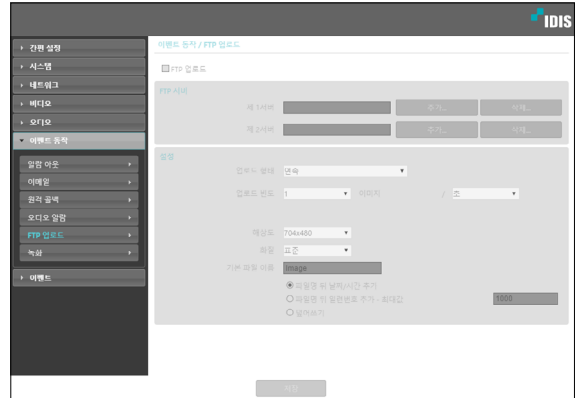 IDIS
간편 설정
시스템
네트워크
비디오
오디오
이벤트 동작
알람 아웃
이메일
원격 콜백
오디오 알람
FTP 업로드
녹화
이벤트
이벤트 동작 / FTP 업로드
FTP 업로드
FTP 서버
제 1서버 추가.. 삭제..
제 2서버 추가.. 삭제..
설정
업로드 상태 연속
업로드 빈도 1 이미지 / 초
해상도 704x480
화질 표준
기본 파일 이름 image
파일명 뒤 날짜/시간 추가
파일명 뒤 일련번호 추가 - 최대값 1000
덮어쓰기
저장